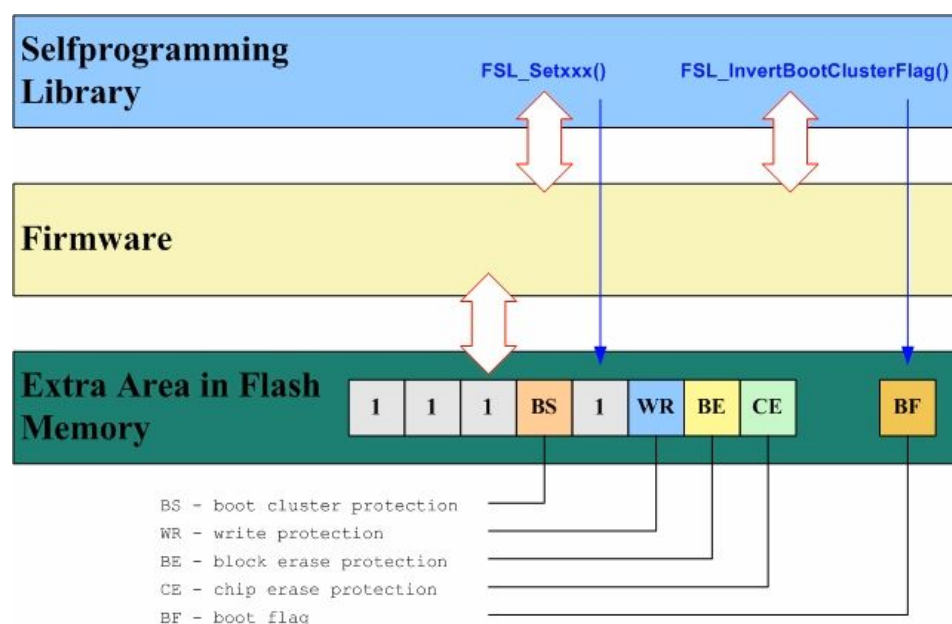 Selfprogramming
Library
FSL_Setxxx()
FSL_InvertBootClusterFlag()
Firmware
Extra Area in Flash
Memory
1 1 1 BS 1 WR BE CE BF
BS - boot cluster protection
WR - write protection
BE - block erase protection
CE - chip erase protection
BF - boot flag